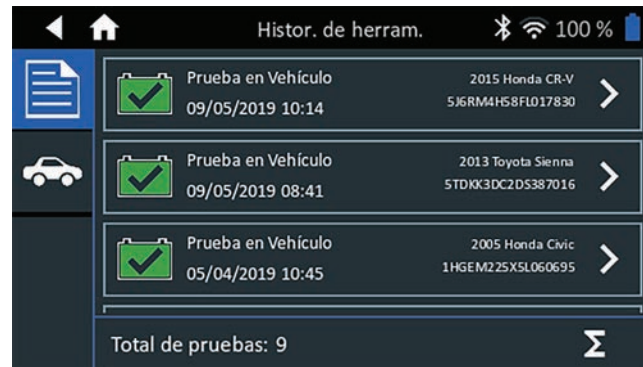 Histor. de herram. 100 %
Prueba en Vehículo 2015 Honda CR-V
09/05/2019 10:14 5J6RM4H58FL017830
Prueba en Vehículo 2013 Toyota Sienna
09/05/2019 08:41 5TDKK3DC2DS387016
Prueba en Vehículo 2005 Honda Civic
05/04/2019 10:45 1HGEM225X5L060695
Total de pruebas: 9 Σ